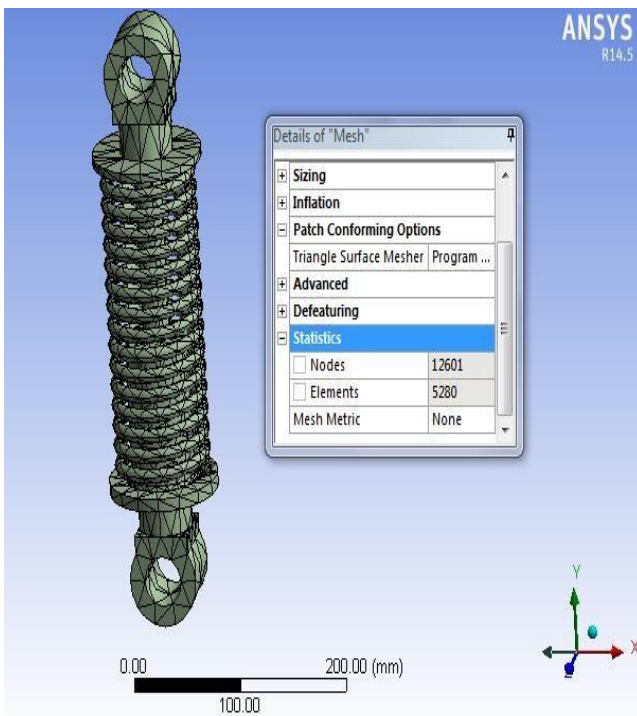 ANSYS
R14.5
Details of "Mesh"
Sizing
Inflation
Patch Conforming Options
Triangle Surface Mesher Program ...
Advanced
Defeaturing
Statistics
Nodes 12601
Elements 5280
Mesh Metric None
Y
X
Z
0.00 200.00 (mm)
100.00